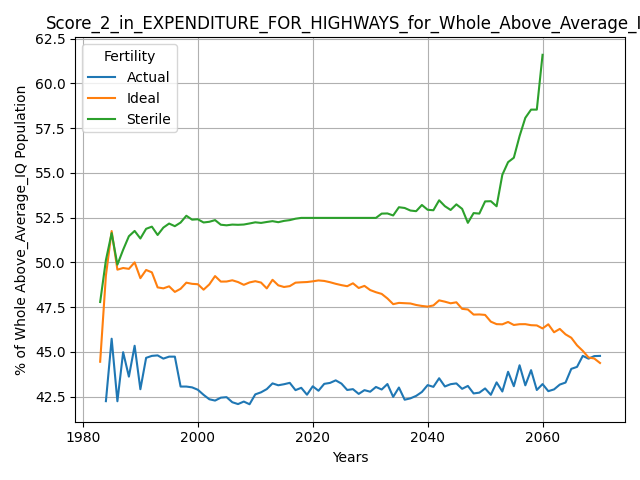 Score_2_in_EXPENDITURE_FOR_HIGHWAYS_for_Whole_Above_Average_I
62.5
60.0
57.5
55.0
52.5
50.0
47.5
45.0
42.5
% of Whole Above_Average_IQ Population
Fertility
Actual
Ideal
Sterile
1980
2000
2020
2040
2060
Years